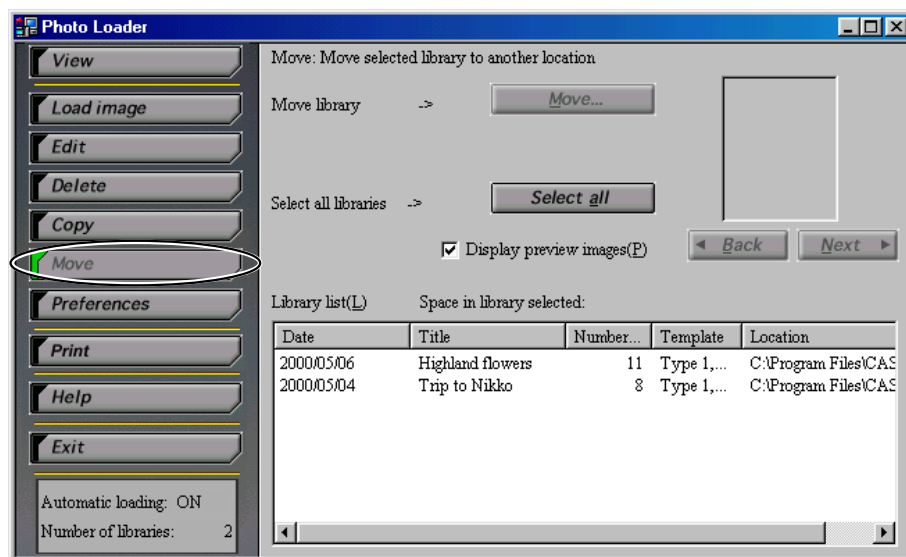 Photo Loader
View
Load image
Edit
Delete
Copy
Move
Preferences
Print
Help
Exit
Automatic loading: ON
Number of libraries: 2
Move: Move selected library to another location
Move library -> Move...
Select all libraries -> Select all
Display preview images(P)
Back Next
Library list(L) Space in library selected:
Date Title Number... Template Location
2000/05/06 Highland flowers 11 Type 1,... C:\Program Files\CAS
2000/05/04 Trip to Nikko 8 Type 1,... C:\Program Files\CAS